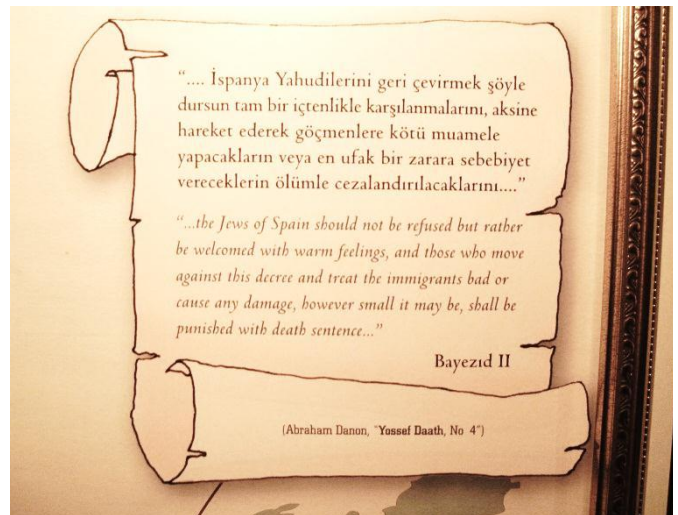 “.... İspanya Yahudilerini geri çevirmek şöyle
dursun tam bir içtenlikle karşılanmalarını, aksine
hareket ederek göçmenlere kötü muamele
yapacakların veya en ufak bir zarara sebebiyet
vereceklerin ölümle cezalandırılacaklarını....”
“...the Jews of Spain should not be refused but rather
be welcomed with warm feelings, and those who move
against this decree and treat the immigrants bad or
cause any damage, however small it may be, shall be
punished with death sentence...”
Bayezıd II
(Abraham Danon, “Yossef Daath, No 4”)